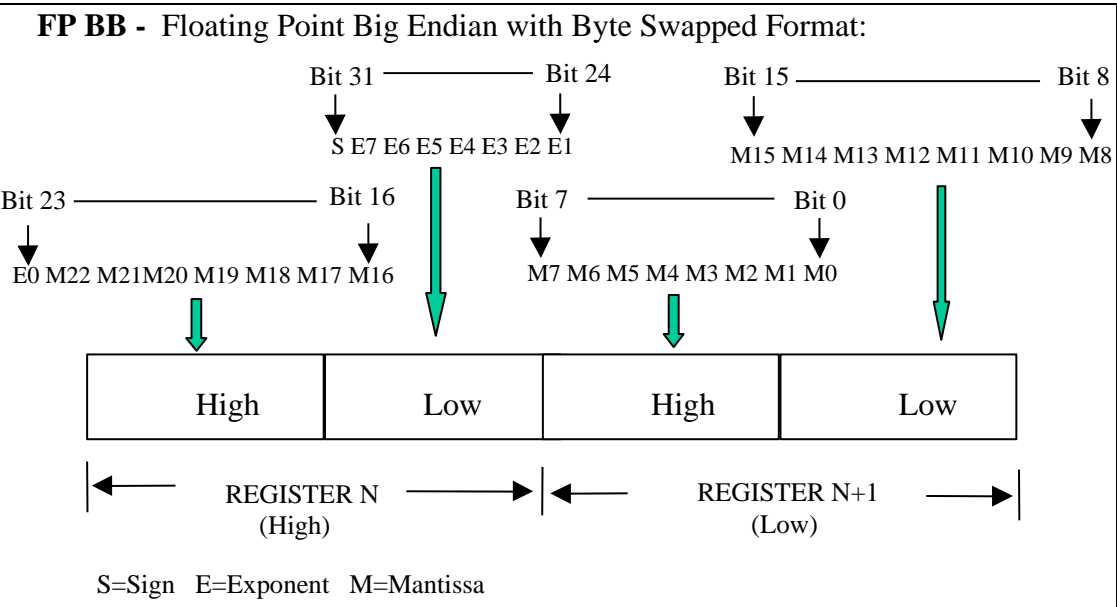 FP BB - Floating Point Big Endian with Byte Swapped Format:
Bit 31 Bit 24 Bit 15 Bit 8
S E7 E6 E5 E4 E3 E2 E1
M15 M14 M13 M12 M11 M10 M9 M8
Bit 23 Bit 16 Bit 7 Bit 0
E0 M22 M21M20 M19 M18 M17 M16
M7 M6 M5 M4 M3 M2 M1 M0
High Low High Low
REGISTER N REGISTER N+1
(High) (Low)
S=Sign E=Exponent M=Mantissa